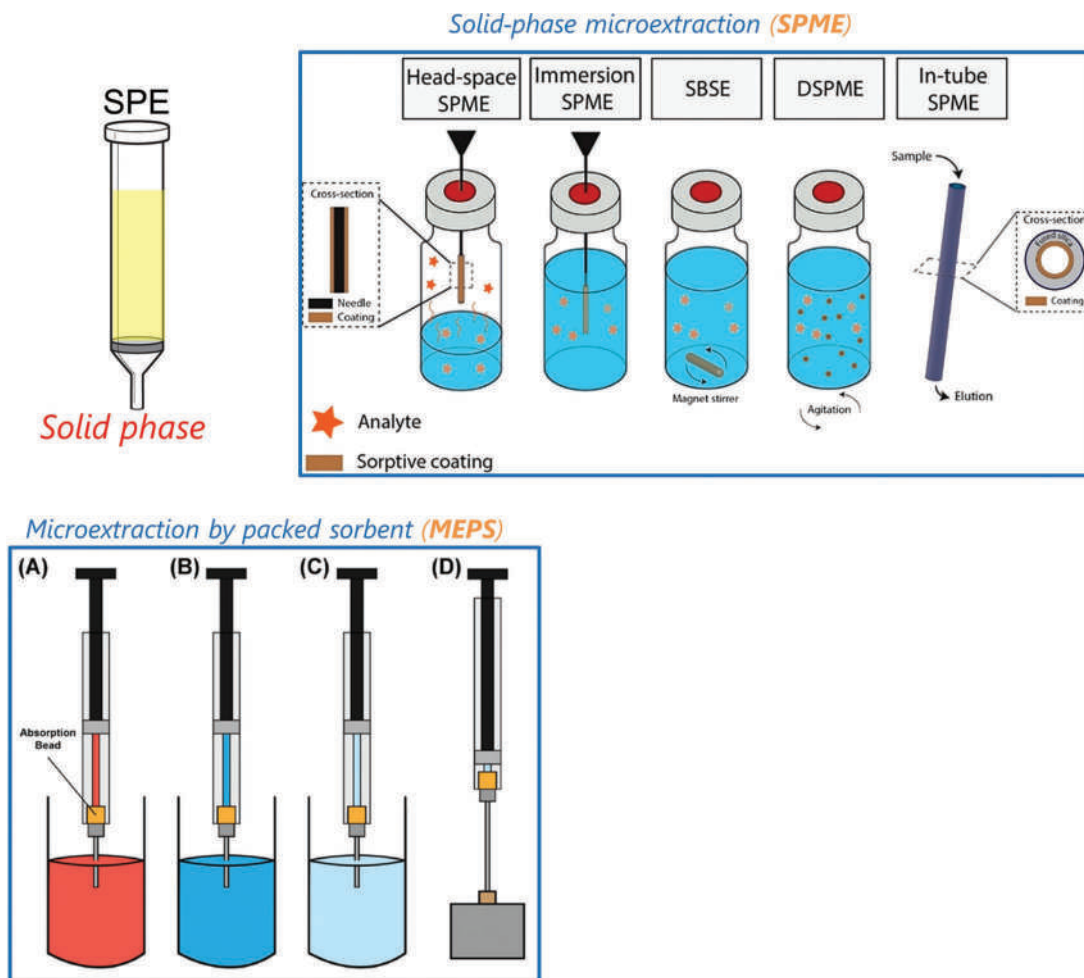 Solid-phase microextraction (SPME)
SPE
Solid phase
Head-space
SPME
Immersion
SPME
SBSE
DSPME
In-tube
SPME
Cross-section
Needle
Coating
Magnet stirrer
Agitation
Sample
Elution
Cross-section
Fused silica
Coating
Analyte
Sorptive coating
Microextraction by packed sorbent (MEPS)
(A)
(B)
(C)
(D)
Absorption
Bead